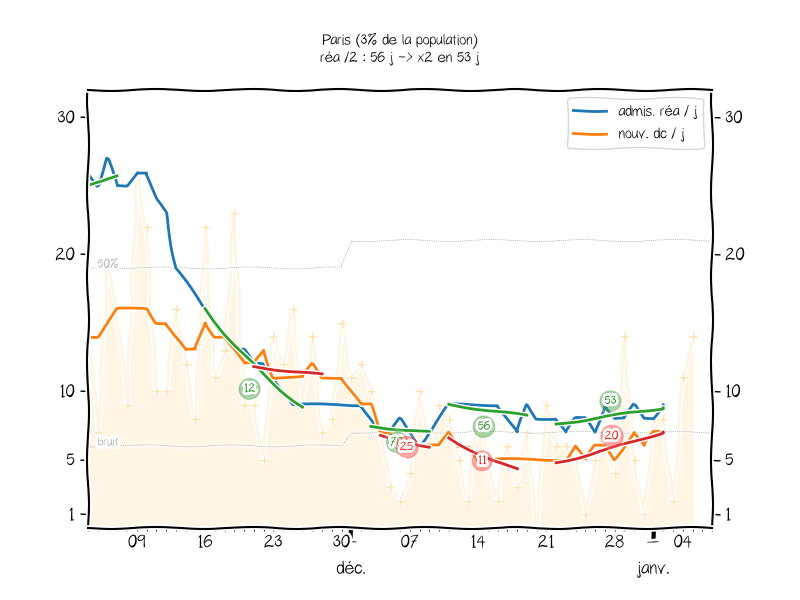 Paris (3% de la population)
réa /2 : 56 j -> x2 en 53 j
admis. réa / j
nouv. dc / j
30 30
20 20
50%
10 10
12
53
56
20
25
11
bruit
5 5
1 1
09 16 23 30 07 14 21 28 04
déc. janv.